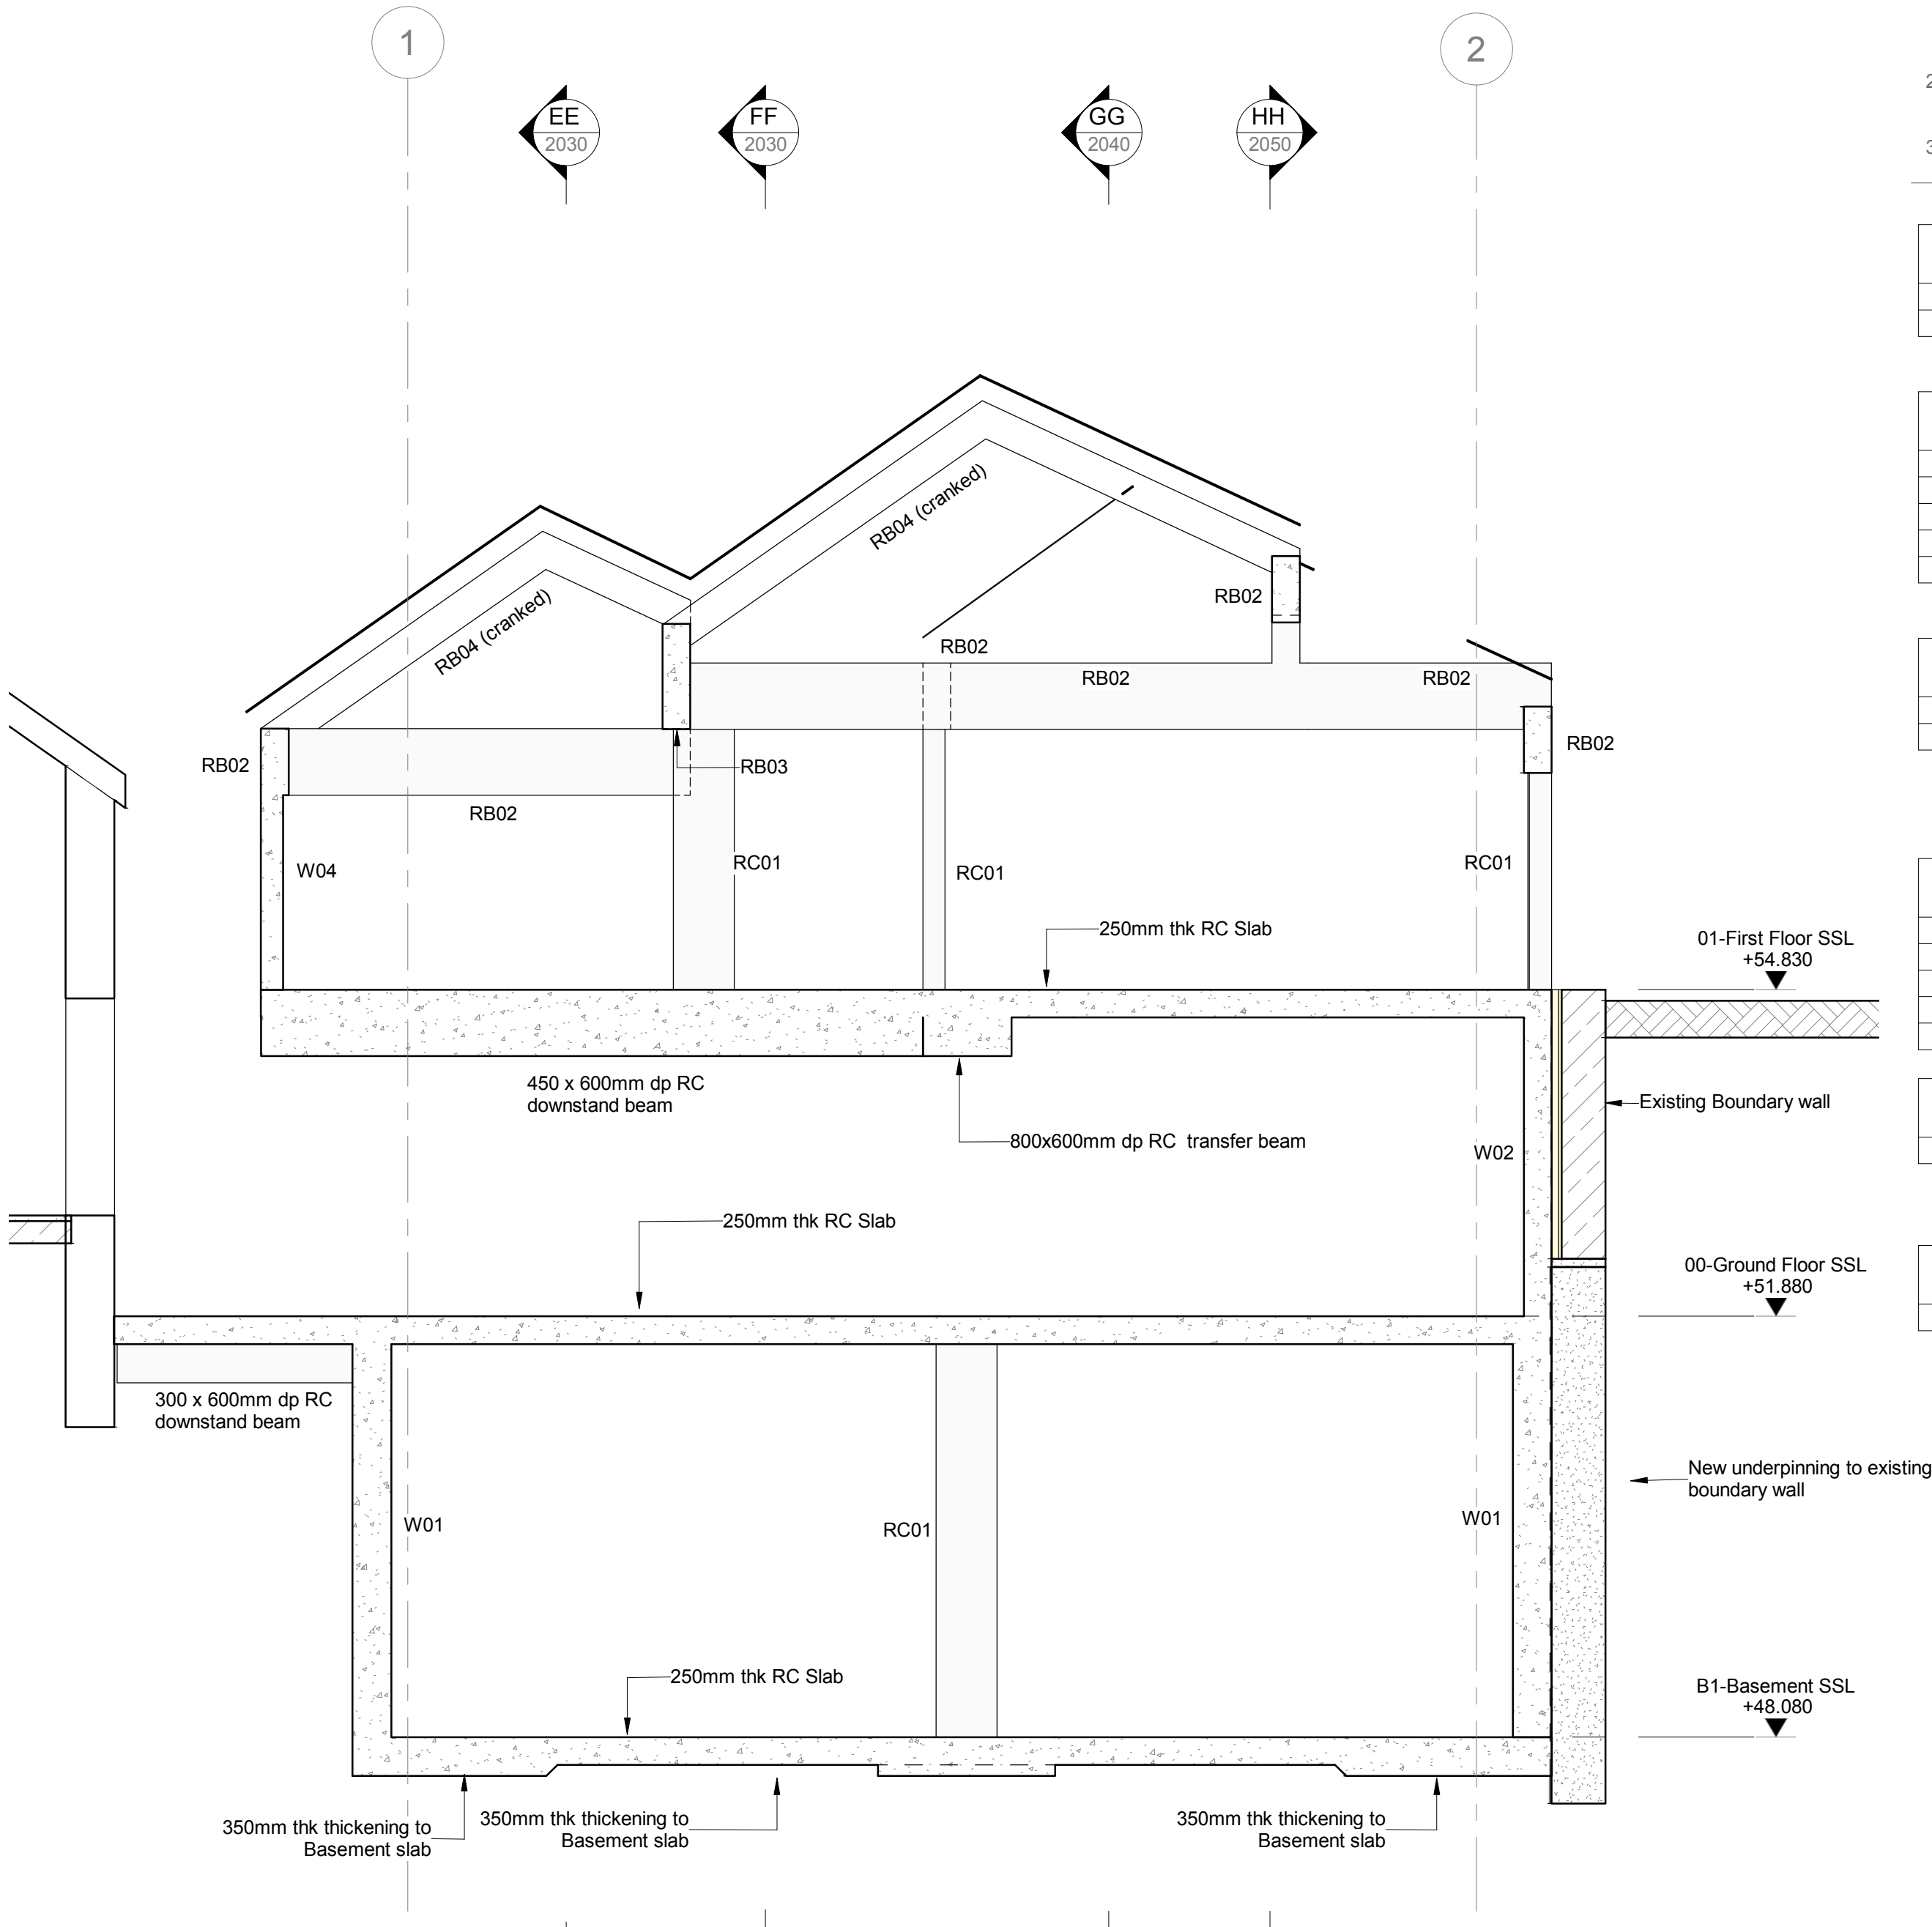 1
2
EE
2030
FF
2030
GG
2040
HH
2050
RB04 (cranked)
RB04 (cranked)
RB02
RB02
RB02
RB02
RB02
RB02
RB03
RB02
W04
RC01
RC01
RC01
250mm thk RC Slab
01-First Floor SSL
+54.830
450 x 600mm dp RC
downstand beam
Existing Boundary wall
800x600mm dp RC transfer beam
W02
250mm thk RC Slab
00-Ground Floor SSL
+51.880
300 x 600mm dp RC
downstand beam
New underpinning to existing
boundary wall
W01
RC01
W01
250mm thk RC Slab
B1-Basement SSL
+48.080
350mm thk thickening to
Basement slab
350mm thk thickening to
Basement slab
350mm thk thickening to
Basement slab